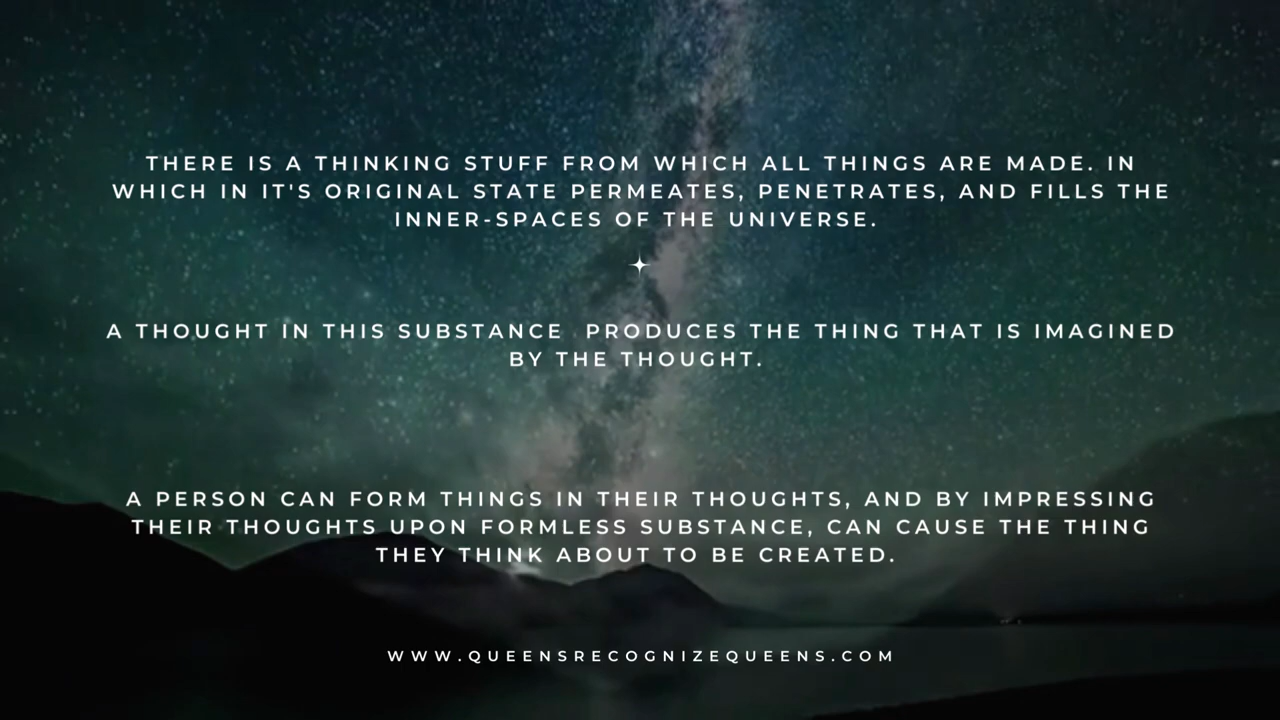 THERE IS A THINKING STUFF FROM WHICH ALL THINGS ARE MADE. IN
WHICH IN IT'S ORIGINAL STATE PERMEATES, PENETRATES, AND FILLS THE
INNER-SPACES OF THE UNIVERSE.
A THOUGHT IN THIS SUBSTANCE  PRODUCES THE THING THAT IS IMAGINED
BY THE THOUGHT.
A PERSON CAN FORM THINGS IN THEIR THOUGHTS, AND BY IMPRESSING
THEIR THOUGHTS UPON FORMLESS SUBSTANCE, CAN CAUSE THE THING
THEY THINK ABOUT TO BE CREATED.
WWW.QUEENSRECOGNIZEQUEENS.COM